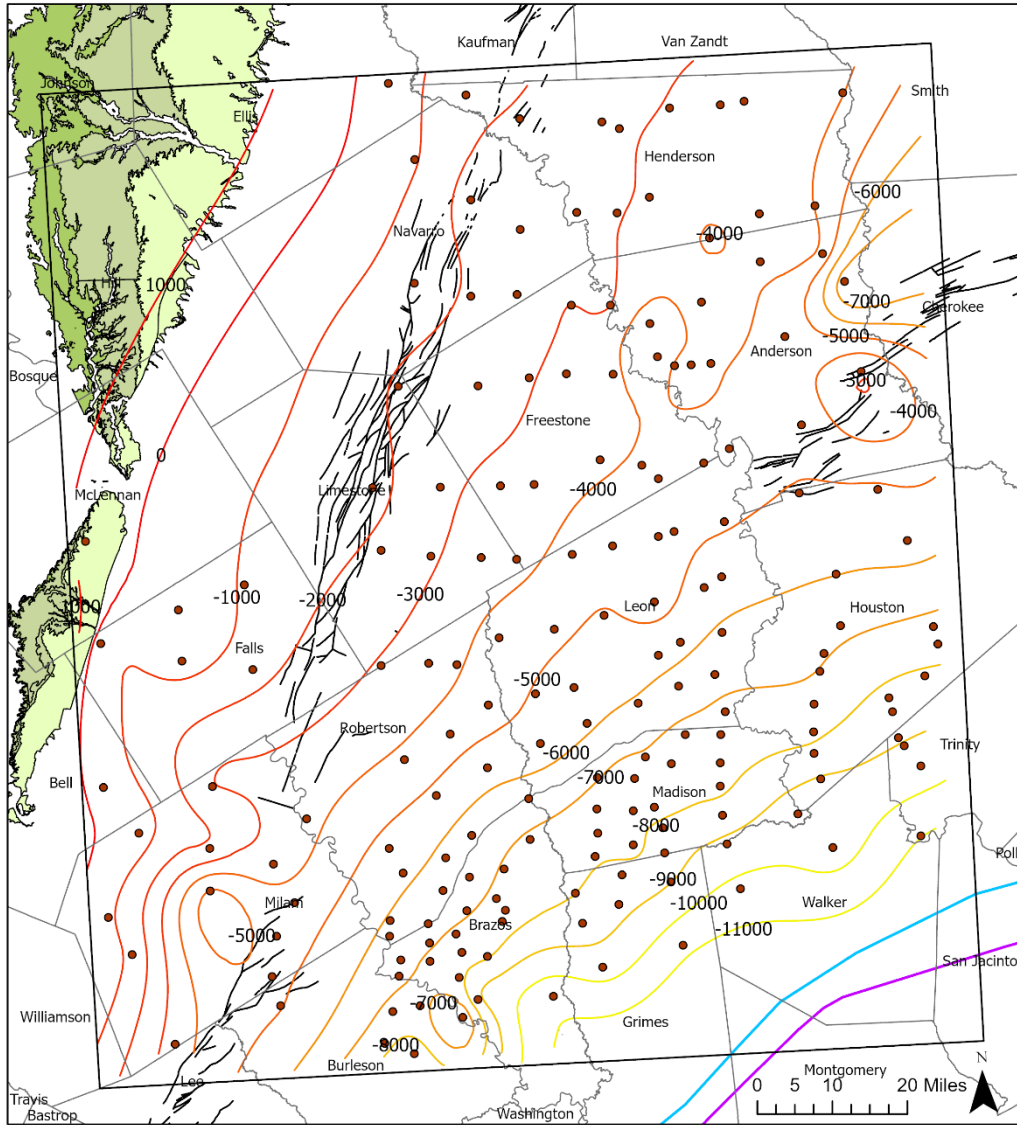 Kaufman
Van Zandt
Johnson
Smith
Ellis
Henderson
-6000
Navarro
-4000
Hill
1000
-7000
Cherokee
-5000
Anderson
Bosque
-3000
-4000
Freestone
0
McLennan
Limestone
-4000
-1000
-2000
-3000
Leon
Houston
Falls
-5000
Robertson
-6000
Trinity
-7000
Bell
Madison
-8000
-9000
Milam
-10000
Walker
Brazos
-11000
-5000
San Jacinto
-7000
Williamson
Grimes
-8000
Burleson
Montgomery
Lee
N
0 5 10 20 Miles
Travis
Bastrop
Washington